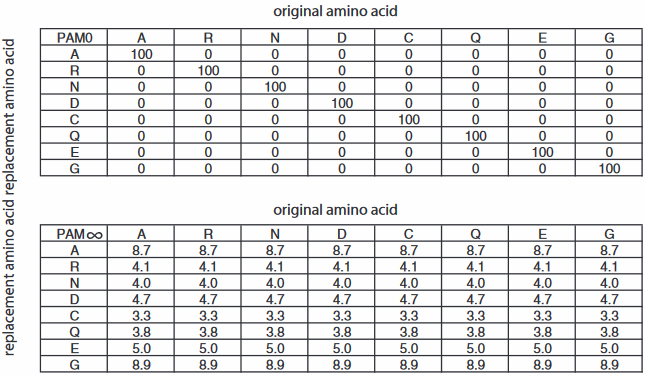 original amino acid
PAM0 A R N D C Q E G
A 100 0 0 0 0 0 0 0
R 0 100 0 0 0 0 0 0
N 0 0 100 0 0 0 0 0
D 0 0 0 100 0 0 0 0
C 0 0 0 0 100 0 0 0
Q 0 0 0 0 0 100 0 0
E 0 0 0 0 0 0 100 0
G 0 0 0 0 0 0 0 100
replacement amino acid
original amino acid
PAM∞ A R N D C Q E G
A 8.7 8.7 8.7 8.7 8.7 8.7 8.7 8.7
R 4.1 4.1 4.1 4.1 4.1 4.1 4.1 4.1
N 4.0 4.0 4.0 4.0 4.0 4.0 4.0 4.0
D 4.7 4.7 4.7 4.7 4.7 4.7 4.7 4.7
C 3.3 3.3 3.3 3.3 3.3 3.3 3.3 3.3
Q 3.8 3.8 3.8 3.8 3.8 3.8 3.8 3.8
E 5.0 5.0 5.0 5.0 5.0 5.0 5.0 5.0
G 8.9 8.9 8.9 8.9 8.9 8.9 8.9 8.9
replacement amino acid